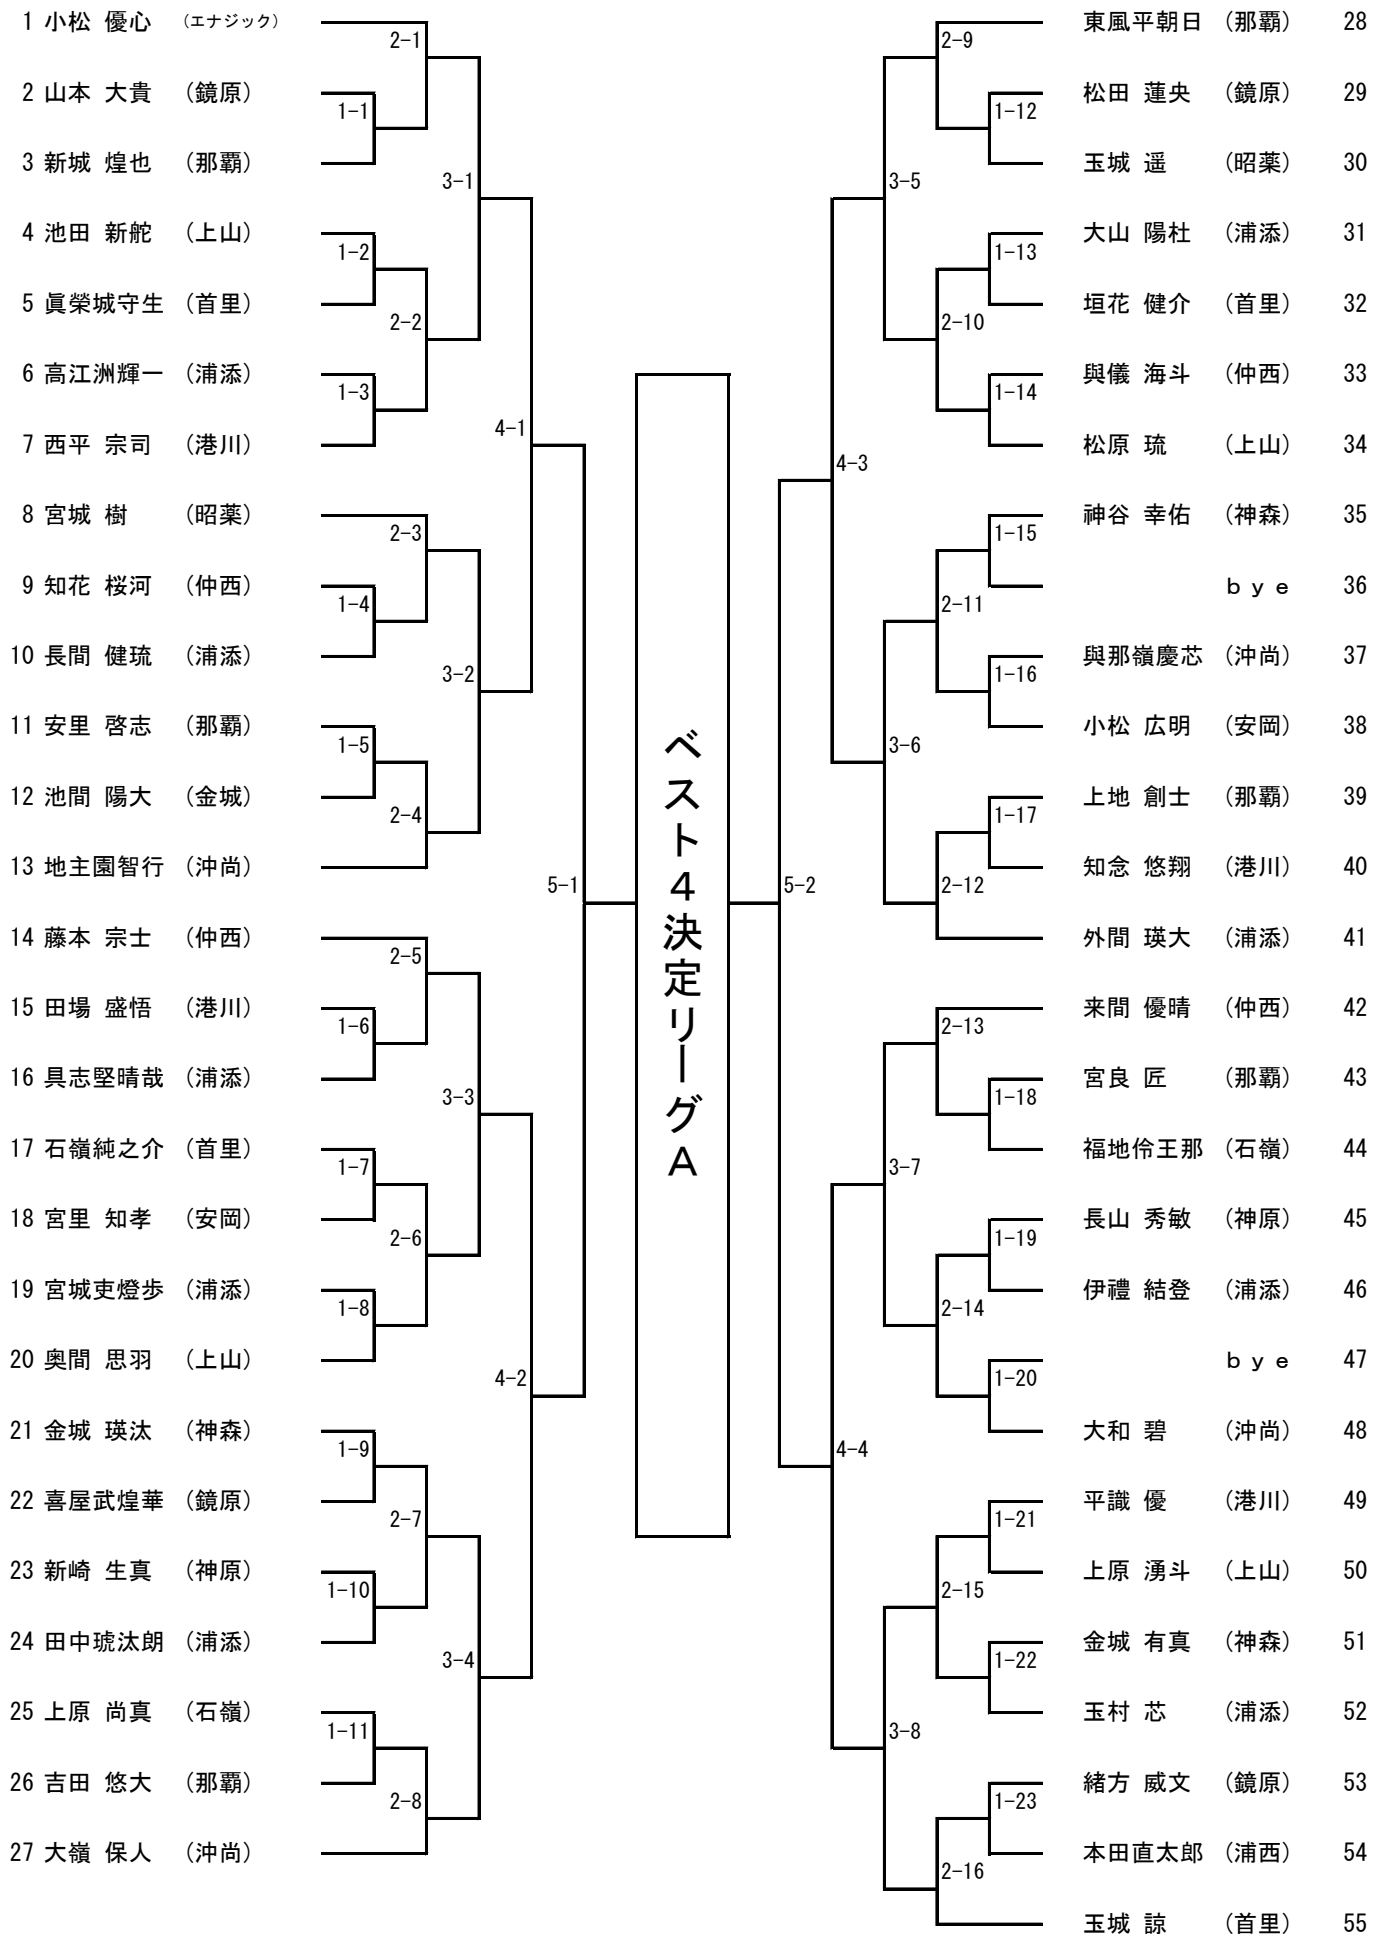 1 小松 優心 (エナジック)
2 山本 大貴 (鏡原)
3 新城 煌也 (那覇)
4 池田 新舵 (上山)
5 眞榮城守生 (首里)
6 高江洲輝一 (浦添)
7 西平 宗司 (港川)
8 宮城 樹 (昭薬)
9 知花 桜河 (仲西)
10 長間 健琉 (浦添)
11 安里 啓志 (那覇)
12 池間 陽大 (金城)
13 地主園智行 (沖尚)
14 藤本 宗士 (仲西)
15 田場 盛悟 (港川)
16 具志堅晴哉 (浦添)
17 石嶺純之介 (首里)
18 宮里 知孝 (安岡)
19 宮城吏燈歩 (浦添)
20 奥間 思羽 (上山)
21 金城 瑛汰 (神森)
22 喜屋武煌華 (鏡原)
23 新崎 生真 (神原)
24 田中琥汰朗 (浦添)
25 上原 尚真 (石嶺)
26 吉田 悠大 (那覇)
27 大嶺 保人 (沖尚)
1-1
1-2
1-3
1-4
1-5
1-6
1-7
1-8
1-9
1-10
1-11
2-1
2-2
2-3
2-4
2-5
2-6
2-7
2-8
3-1
3-2
3-3
3-4
4-1
4-2
5-1
ベスト4決定リーグA
5-2
4-3
4-4
3-5
3-6
3-7
3-8
2-9
2-10
2-11
2-12
2-13
2-14
2-15
2-16
1-12
1-13
1-14
1-15
1-16
1-17
1-18
1-19
1-20
1-21
1-22
1-23
東風平朝日 (那覇) 28
松田 蓮央 (鏡原) 29
玉城 遥 (昭薬) 30
大山 陽杜 (浦添) 31
垣花 健介 (首里) 32
與儀 海斗 (仲西) 33
松原 琉 (上山) 34
神谷 幸佑 (神森) 35
bye 36
與那嶺慶芯 (沖尚) 37
小松 広明 (安岡) 38
上地 創士 (那覇) 39
知念 悠翔 (港川) 40
外間 瑛大 (浦添) 41
来間 優晴 (仲西) 42
宮良 匠 (那覇) 43
福地伶王那 (石嶺) 44
長山 秀敏 (神原) 45
伊禮 結登 (浦添) 46
bye 47
大和 碧 (沖尚) 48
平識 優 (港川) 49
上原 湧斗 (上山) 50
金城 有真 (神森) 51
玉村 芯 (浦添) 52
緒方 威文 (鏡原) 53
本田直太郎 (浦西) 54
玉城 諒 (首里) 55